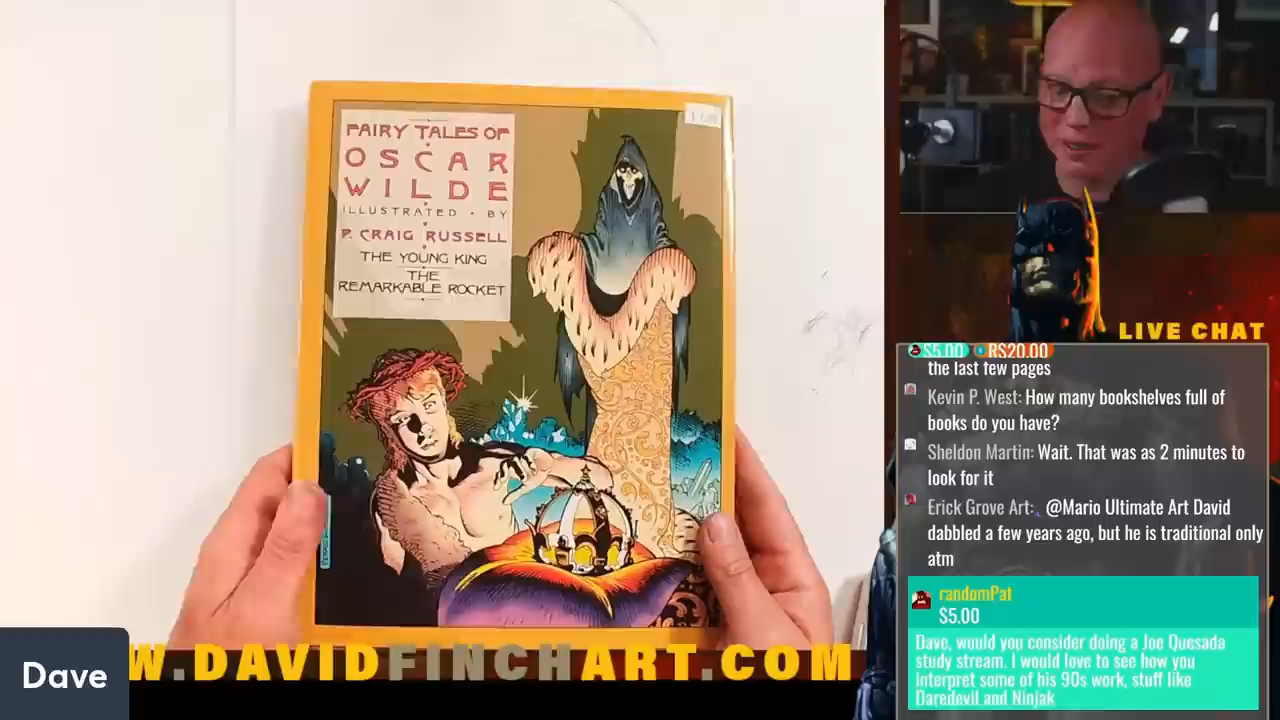 FAIRY TALES OF
OSCAR
WILDE
ILLUSTRATED · BY
P. CRAIG RUSSELL
THE YOUNG KING
THE
REMARKABLE ROCKET
LIVE CHAT
$5.00 R$20.00
the last few pages
Kevin P. West: How many bookshelves full of
books do you have?
Sheldon Martin: Wait. That was as 2 minutes to
look for it
Erick Grove Art: @Mario Ultimate Art David
dabbled a few years ago, but he is traditional only
atm
randomPat
$5.00
Dave, would you consider doing a Joe Quesada
study stream. I would love to see how you
interpret some of his 90s work, stuff like
Daredevil and Ninjak
W.DAVIDFINCHART.COM
Dave